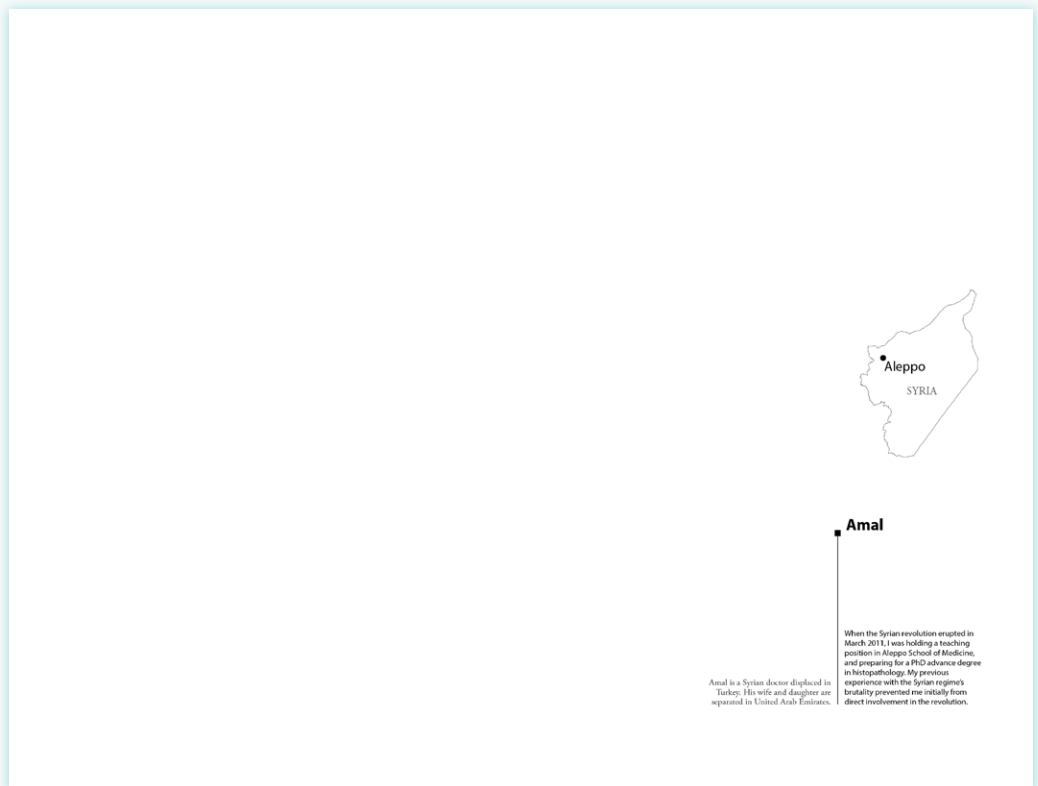 Aleppo
SYRIA
Amal
Amal is a Syrian doctor displaced in
Turkey. His wife and daughter are
separated in United Arab Emirates.
When the Syrian revolution erupted in
March 2011, I was holding a teaching
position in Aleppo School of Medicine,
and preparing for a PhD advance degree
in histopathology. My previous
experience with the Syrian regime's
brutality prevented me initially from
direct involvement in the revolution.